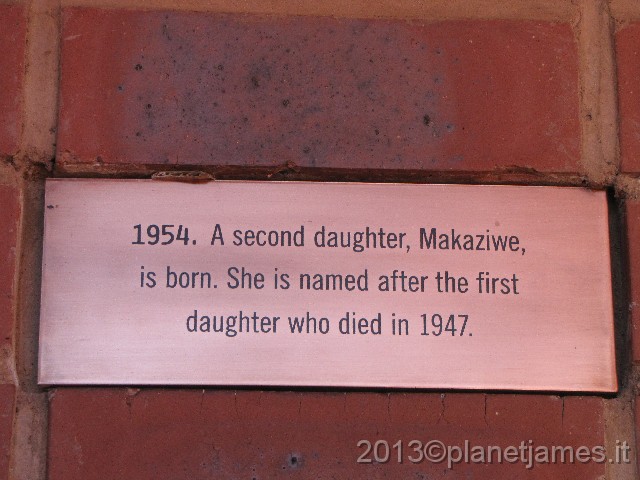 1954. A second daughter, Makaziwe,
is born. She is named after the first
daughter who died in 1947.
2013©planetjames.it